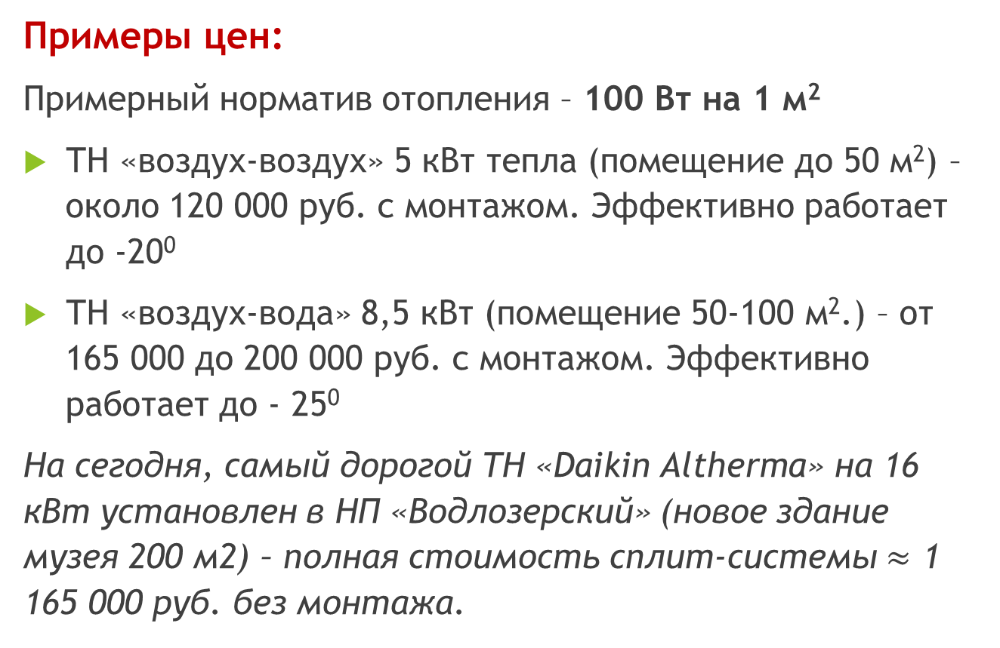 Примеры цен:
Примерный норматив отопления – 100 Вт на 1 м²
ТН «воздух-воздух» 5 кВт тепла (помещение до 50 м²) –
около 120 000 руб. с монтажом. Эффективно работает
до -20⁰
ТН «воздух-вода» 8,5 кВт (помещение 50-100 м².) – от
165 000 до 200 000 руб. с монтажом. Эффективно
работает до - 25⁰
На сегодня, самый дорогой ТН «Daikin Altherma» на 16
кВт установлен в НП «Водлозерский» (новое здание
музея 200 м2) – полная стоимость сплит-системы ≈ 1
165 000 руб. без монтажа.